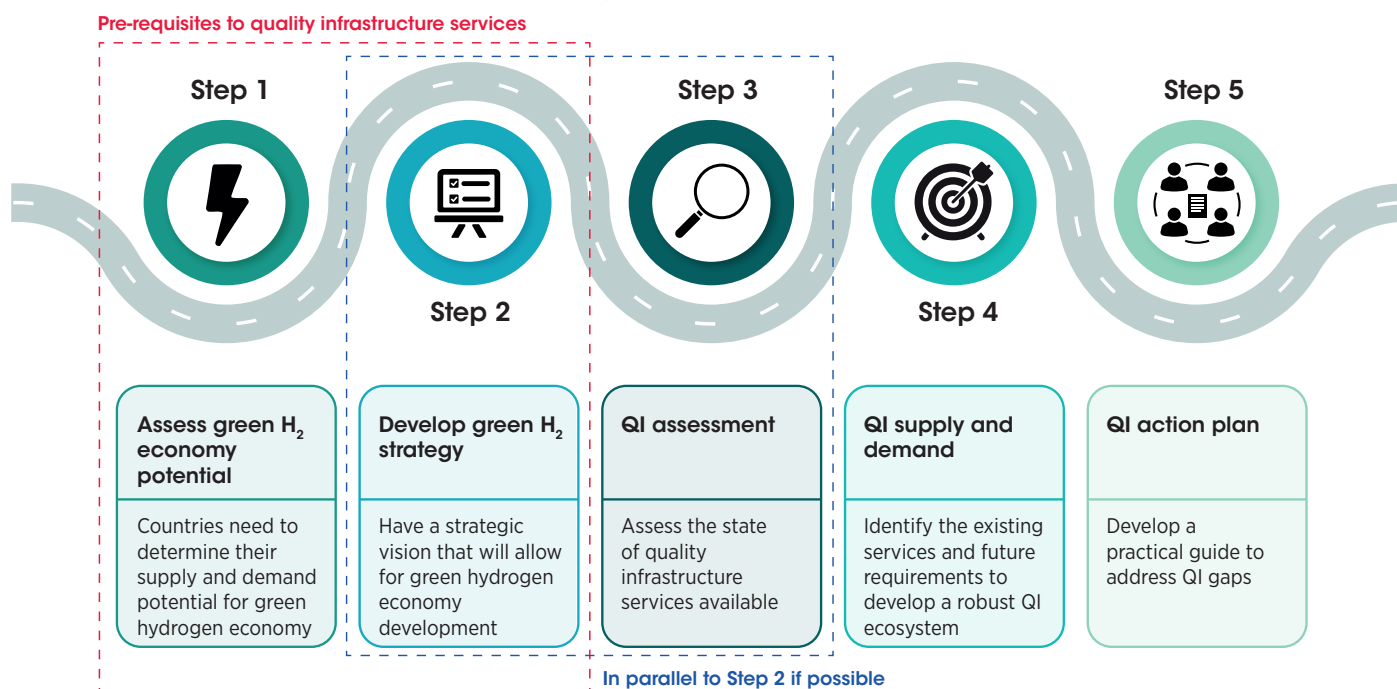 Pre-requisites to quality infrastructure services
Step 1
Step 2
Step 3
Step 4
Step 5
Assess green H₂
economy
potential
Countries need to
determine their
supply and demand
potential for green
hydrogen economy
Develop green H₂
strategy
Have a strategic
vision that will allow
for green hydrogen
economy
development
QI assessment
Assess the state
of quality
infrastructure
services available
QI supply and
demand
Identify the existing
services and future
requirements to
develop a robust QI
ecosystem
QI action plan
Develop a
practical guide to
address QI gaps
In parallel to Step 2 if possible